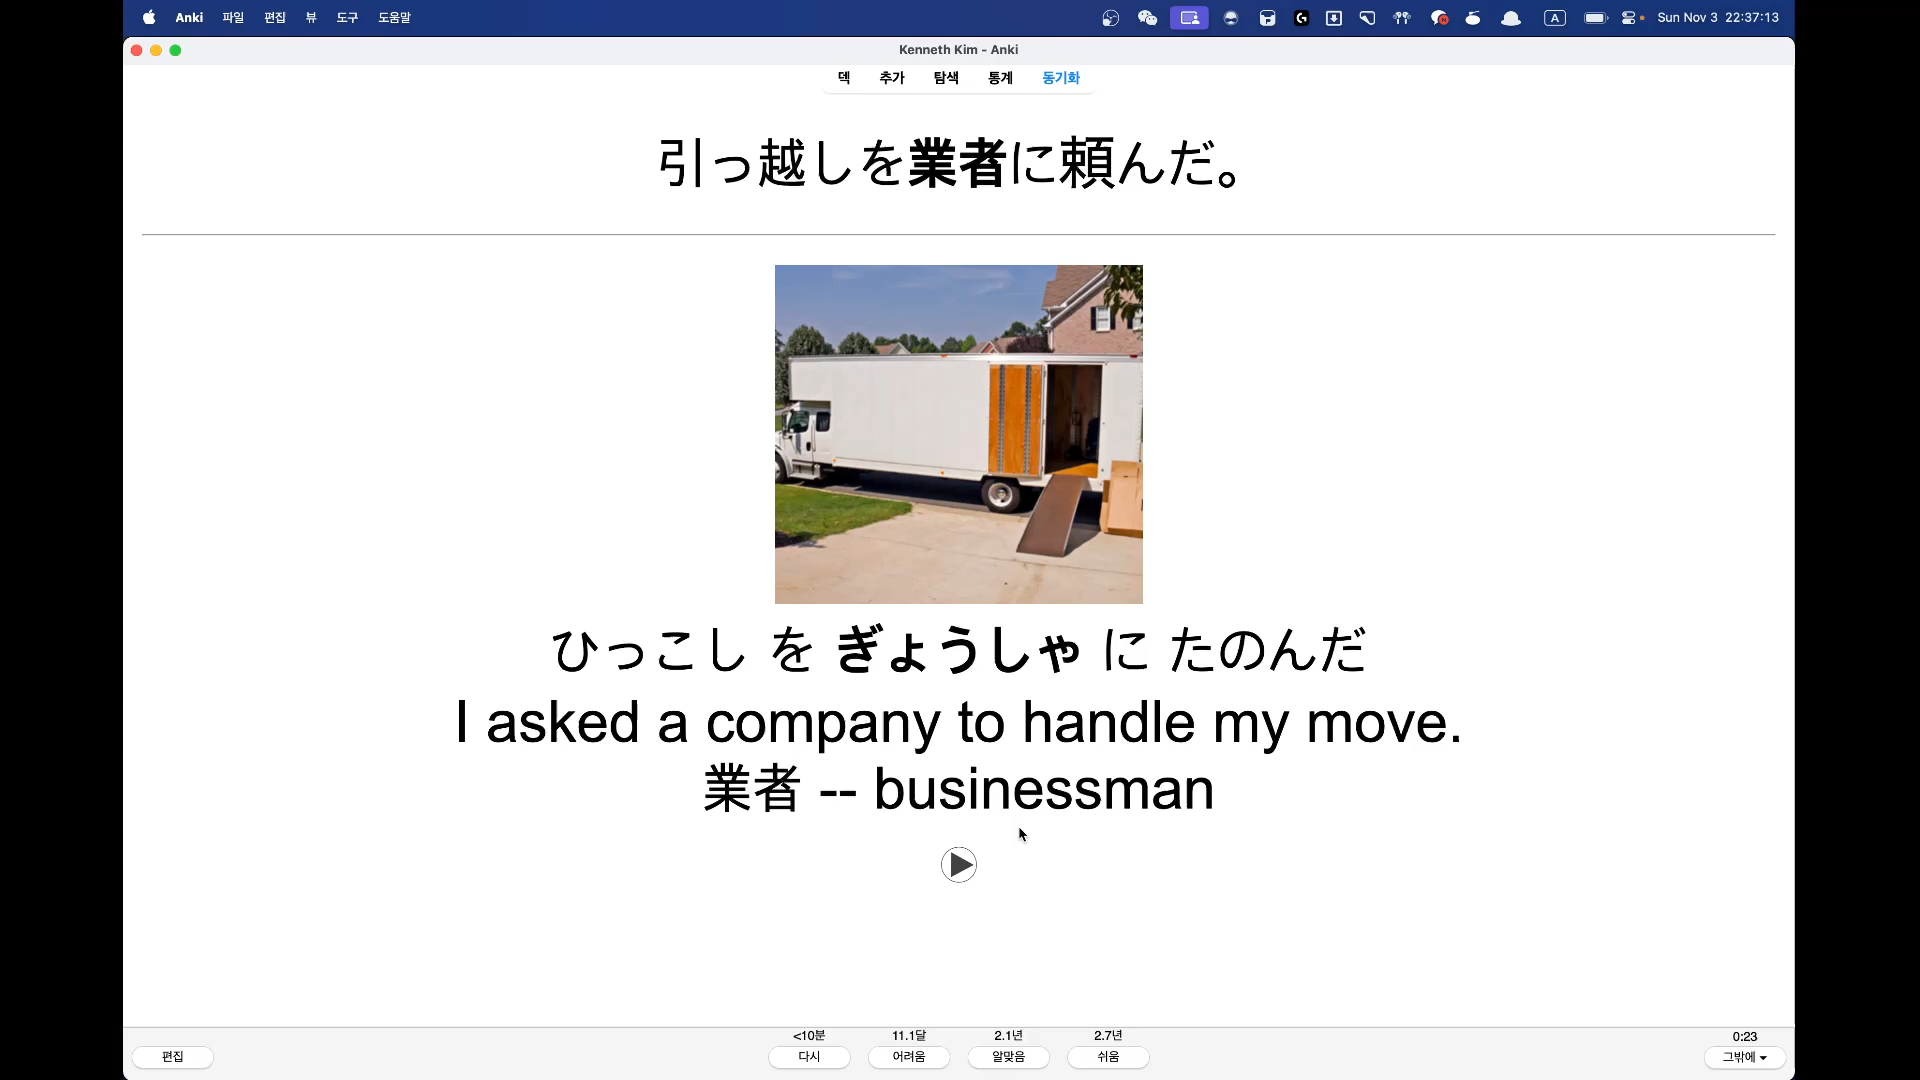 Anki 파일 편집 뷰 도구 도움말 A Sun Nov 3 22:37:13
Kenneth Kim - Anki
덱 추가 탐색 통계 동기화
引っ越しを業者に頼んだ。
ひっこし を ぎょうしゃ に たのんだ
I asked a company to handle my move.
業者 -- businessman
<10분 11.1달 2.1년 2.7년 0:23
편집 다시 어려움 알맞음 쉬움 그밖에